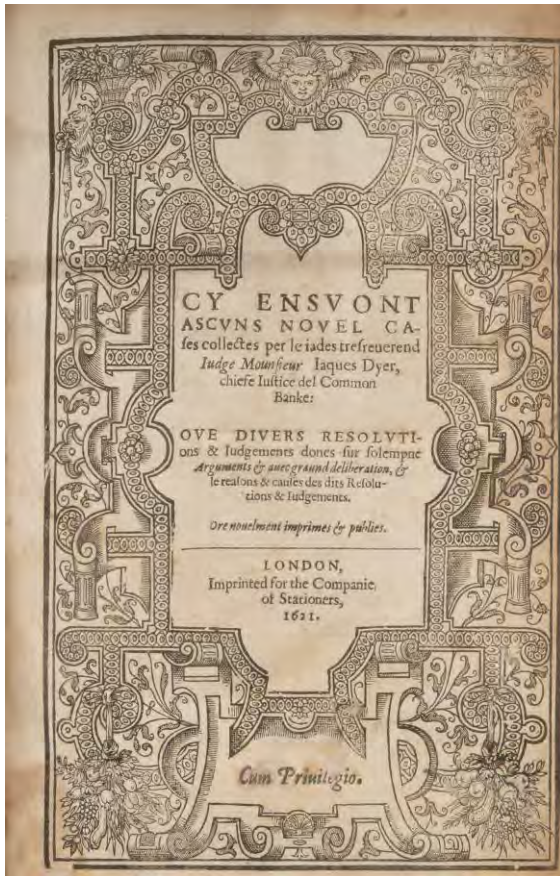 CY ENSVONT
ASCVNS NOVEL CA-
ſes collectes per le iades treſreuerend
Iudge Mounſieur Iaques Dyer,
chiefe Iuſtice del Common
Banke:
OVE DIVERS RESOLVTI-
ons & Iudgements dones ſur ſolempne
Arguments & auec graund deliberation, &
le reaſons & cauſes des dits Reſolu-
tions & Iudgements.
Ore nouelment imprimes & publies.
LONDON,
Imprinted for the Companie
of Stationers,
1621.
Cum Priuilegio.